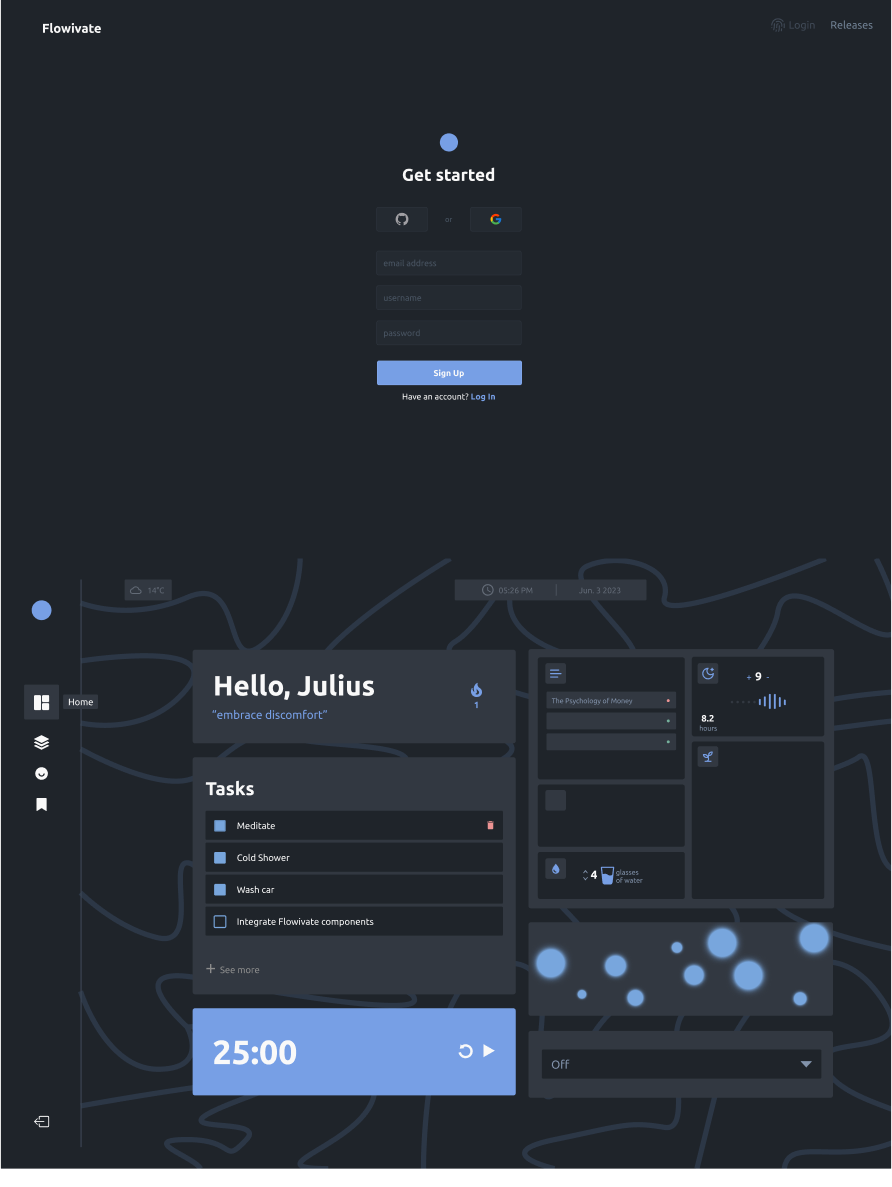 Flowivate
Login
Releases
Get started
or
email address
username
password
Sign Up
Have an account? Log In
14°C
05:26 PM
Jun. 3 2023
Home
Hello, Julius
“embrace discomfort”
1
Tasks
Meditate
Cold Shower
Wash car
Integrate Flowivate components
+ See more
25:00
The Psychology of Money
+ 9 -
8.2
hours
4
glasses
of water
Off